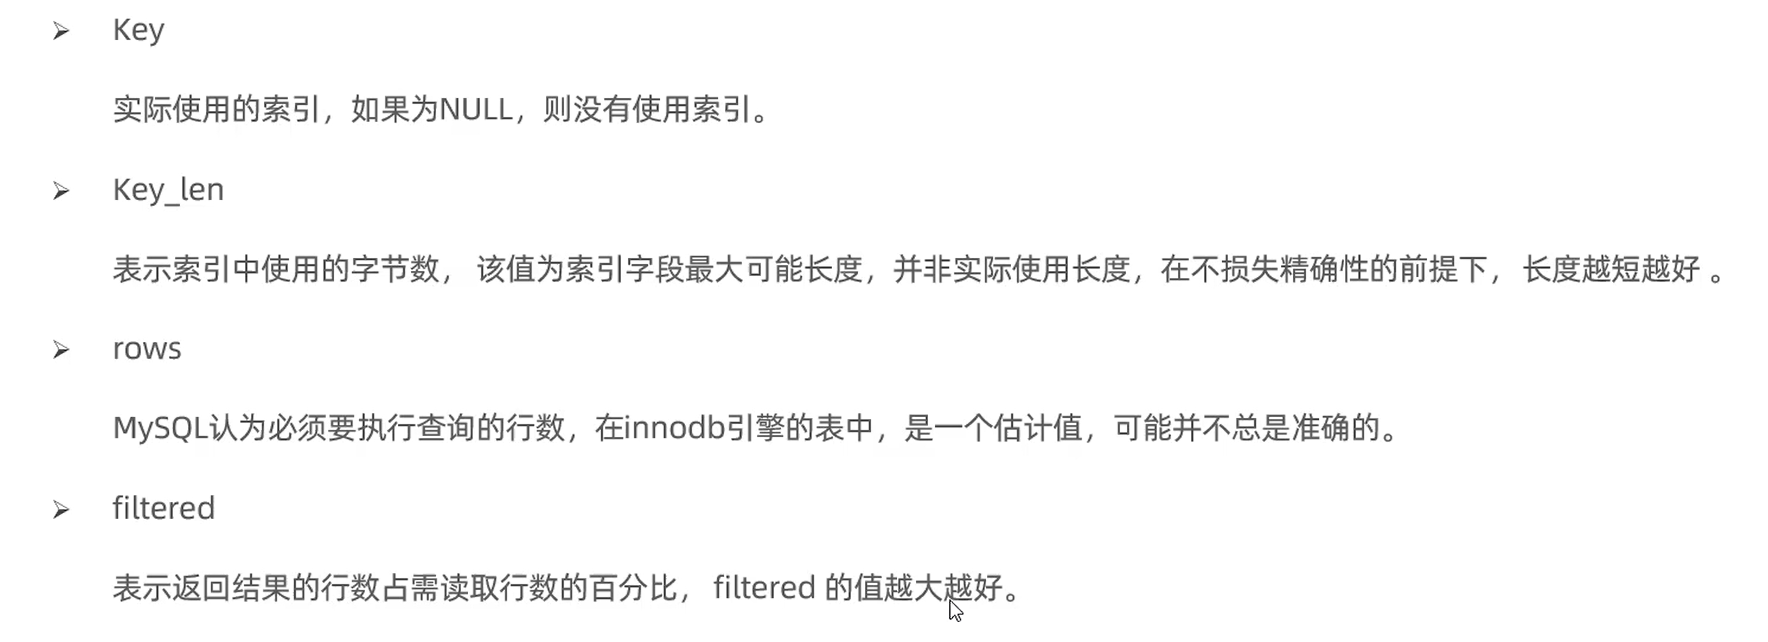 Key
实际使用的索引，如果为NULL，则没有使用索引。
Key_len
表示索引中使用的字节数， 该值为索引字段最大可能长度，并非实际使用长度，在不损失精确性的前提下， 长度越短越好 。
rows
MySQL认为必须要执行查询的行数，在innodb引擎的表中，是一个估计值，可能并不总是准确的。
filtered
表示返回结果的行数占需读取行数的百分比， filtered 的值越大越好。